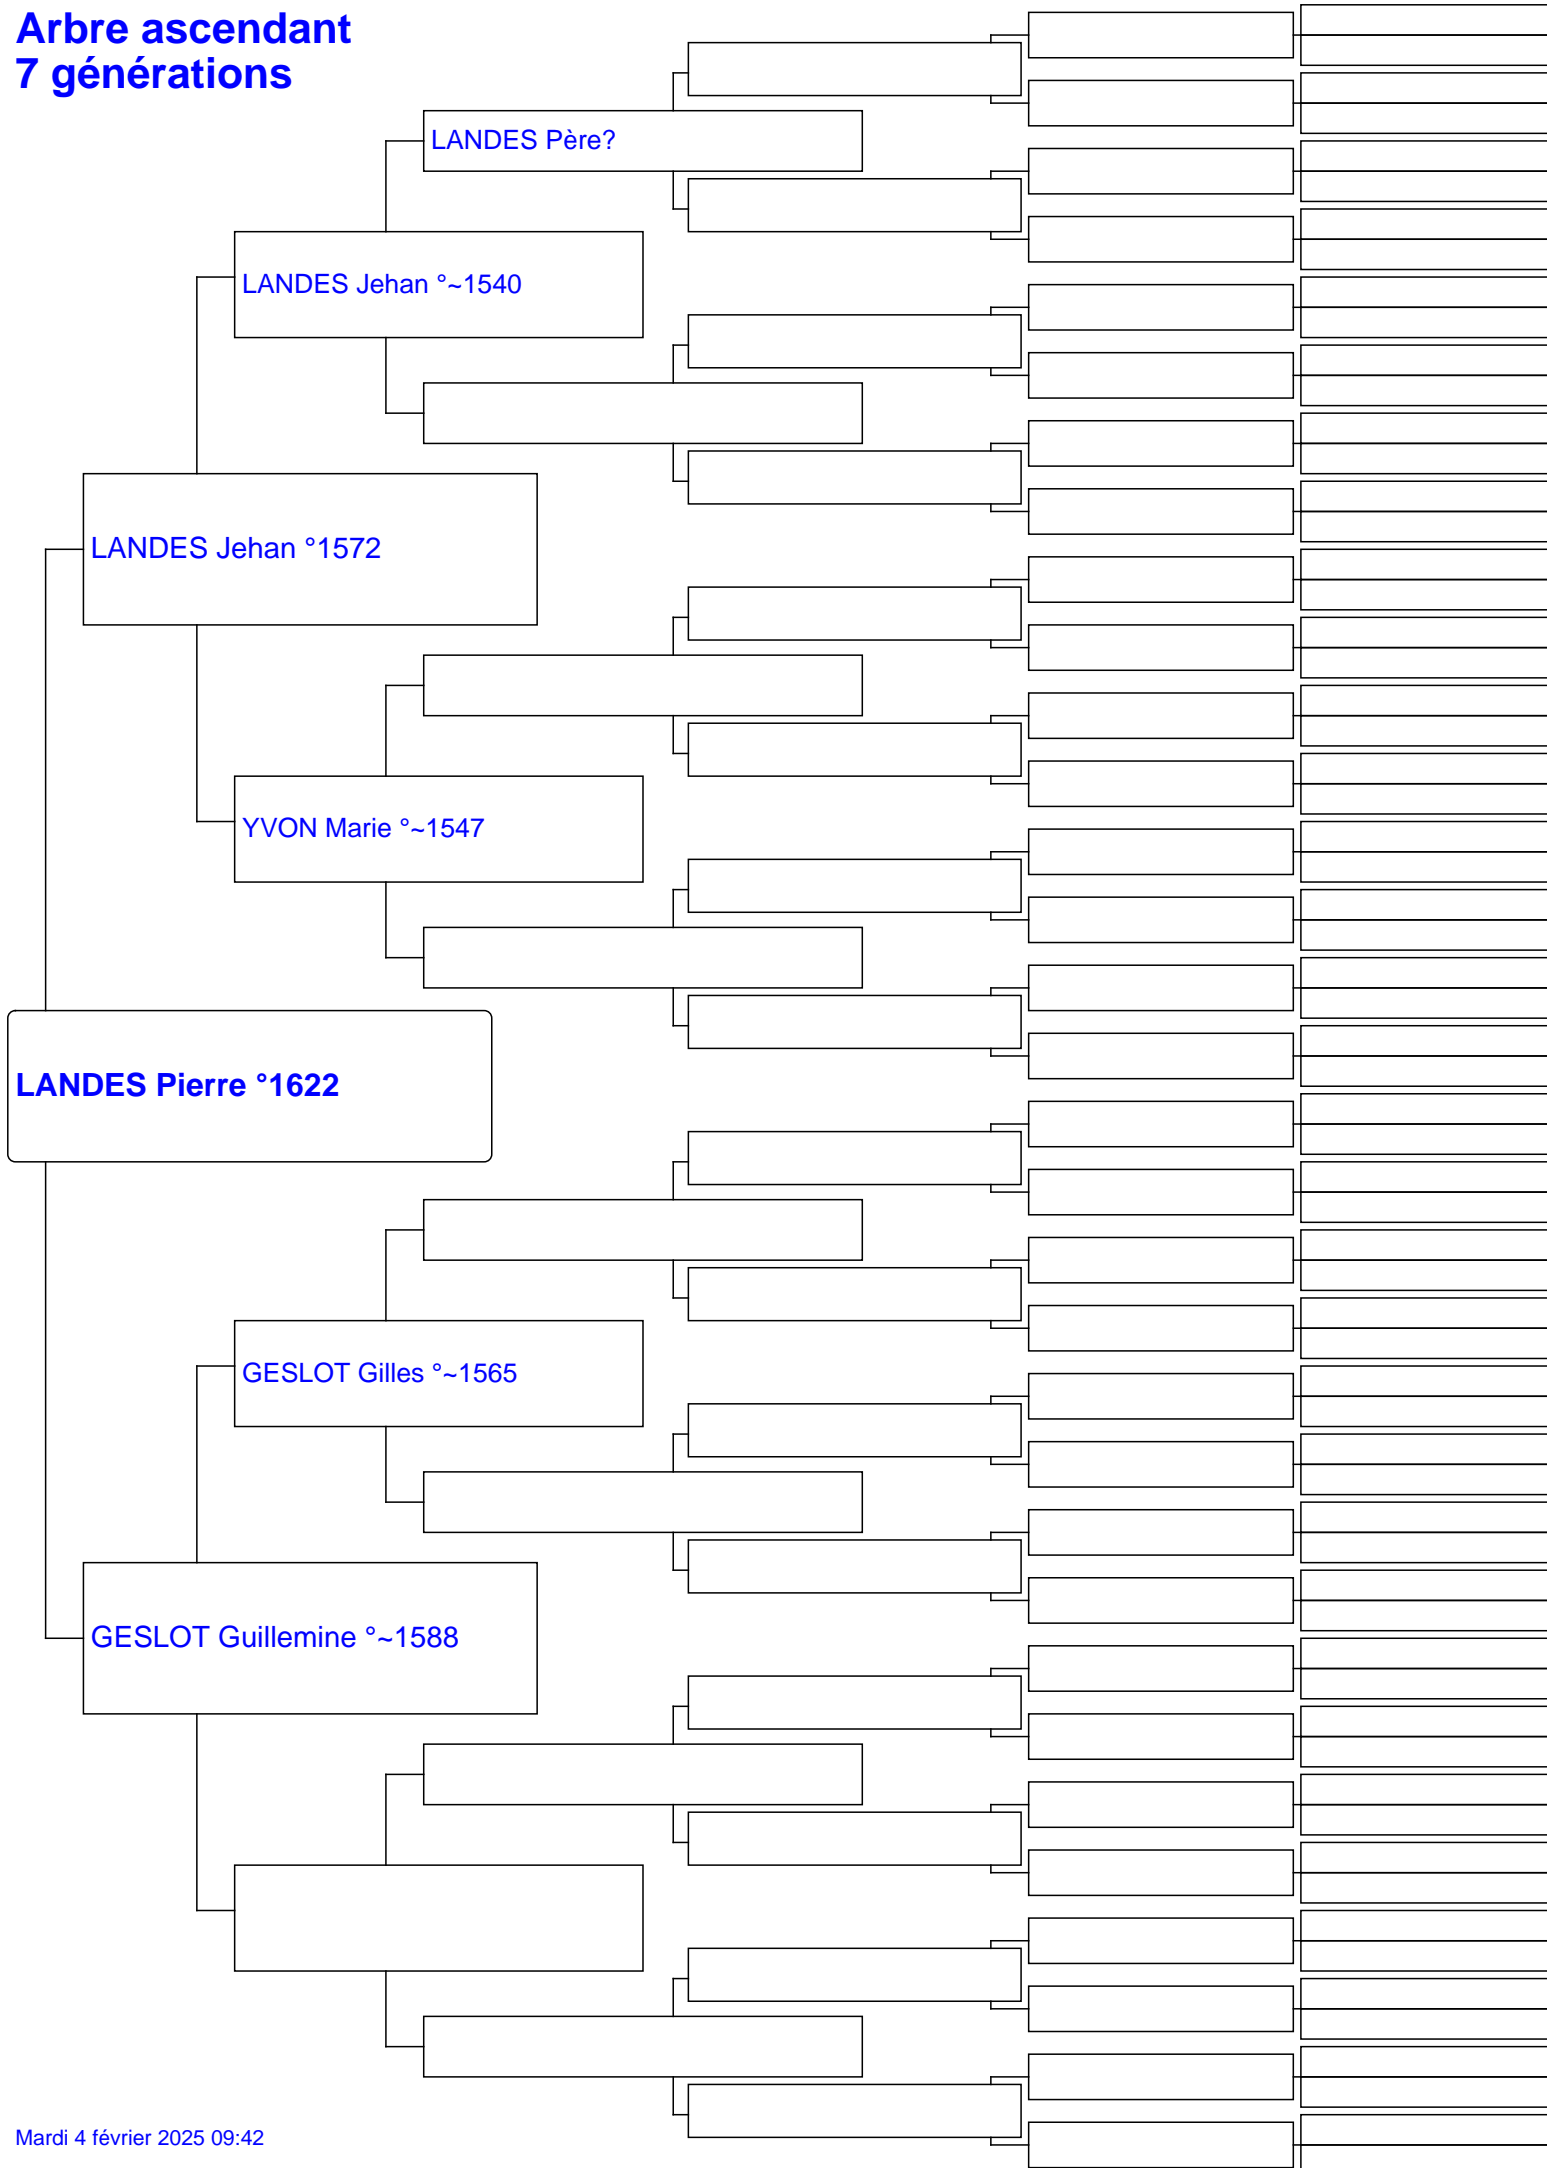 Arbre ascendant
7 générations
LANDES Père?
LANDES Jehan °~1540
LANDES Jehan °1572
YVON Marie °~1547
LANDES Pierre °1622
GESLOT Gilles °~1565
GESLOT Guillemine °~1588
Mardi 4 février 2025 09:42